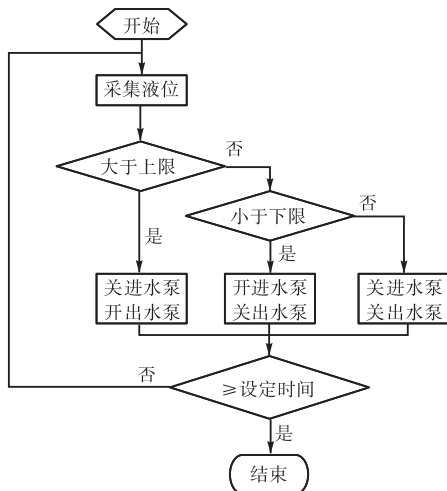 开始
采集液位
大于上限
否
小于下限
否
是
是
关进水泵
开出水泵
开进水泵
关出水泵
关进水泵
关出水泵
否
≥设定时间
是
结束